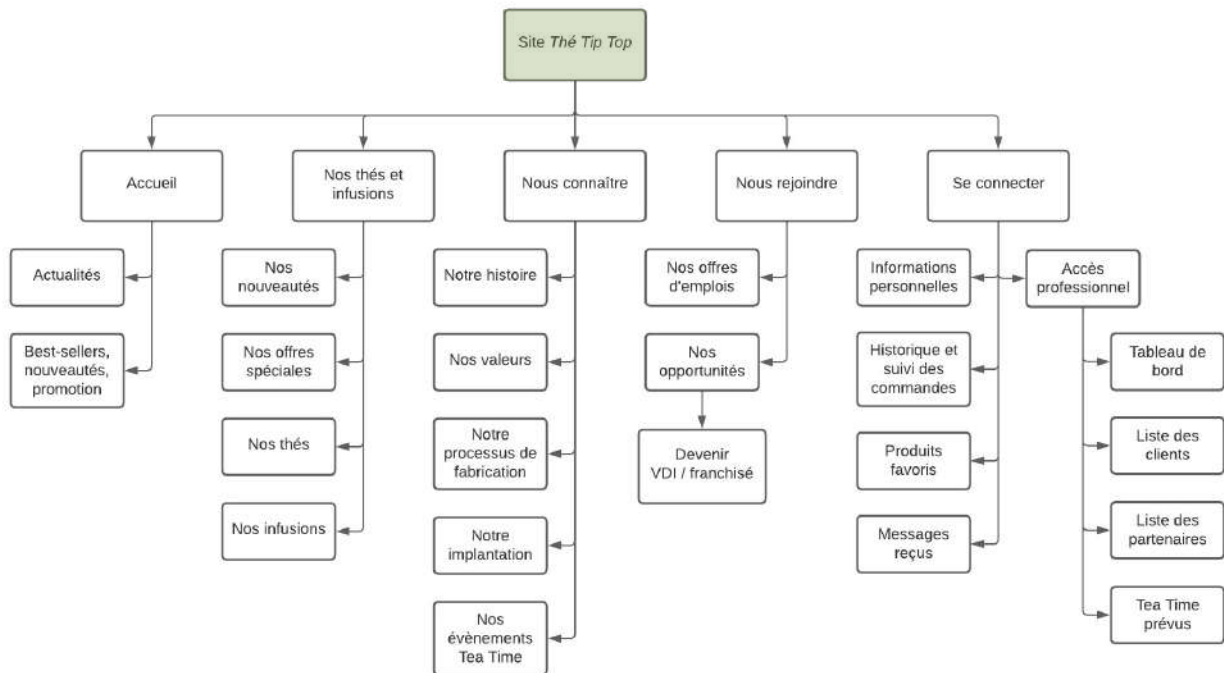 Site Thé Tip Top
Accueil
Nos thés et
infusions
Nous connaître
Nous rejoindre
Se connecter
Actualités
Best-sellers,
nouveautés,
promotion
Nos
nouveautés
Nos offres
spéciales
Nos thés
Nos infusions
Notre histoire
Nos valeurs
Notre
processus de
fabrication
Notre
implantation
Nos
évènements
Tea Time
Nos offres
d'emplois
Nos
opportunités
Devenir
VDI / franchisé
Informations
personnelles
Historique et
suivi des
commandes
Produits
favoris
Messages
reçus
Accès
professionnel
Tableau de
bord
Liste des
clients
Liste des
partenaires
Tea Time
prévus